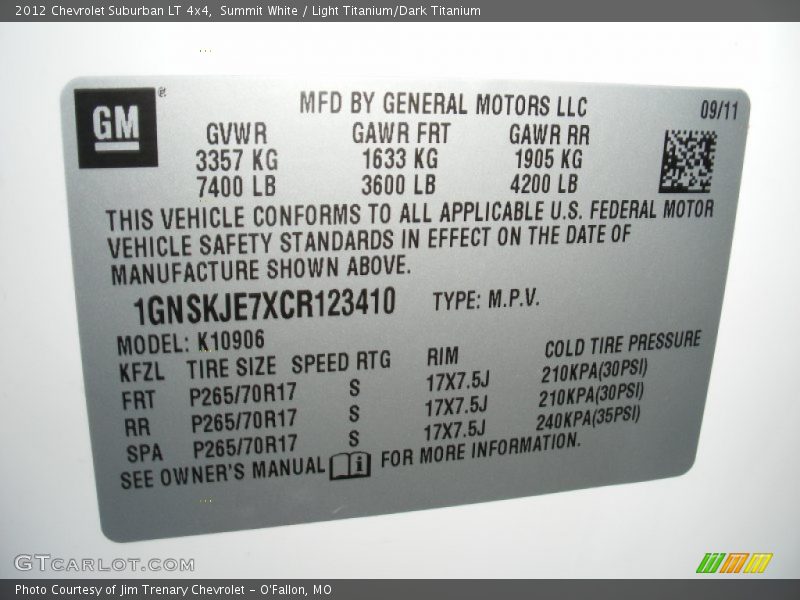 2012 Chevrolet Suburban LT 4x4, Summit White / Light Titanium/Dark Titanium
GM ®
MFD BY GENERAL MOTORS LLC 09/11
GVWR GAWR FRT GAWR RR
3357 KG 1633 KG 1905 KG
7400 LB 3600 LB 4200 LB
THIS VEHICLE CONFORMS TO ALL APPLICABLE U.S. FEDERAL MOTOR
VEHICLE SAFETY STANDARDS IN EFFECT ON THE DATE OF
MANUFACTURE SHOWN ABOVE.
1GNSKJE7XCR123410 TYPE: M.P.V.
MODEL: K10906
KFZL TIRE SIZE SPEED RTG RIM COLD TIRE PRESSURE
FRT P265/70R17 S 17X7.5J 210KPA(30PSI)
RR P265/70R17 S 17X7.5J 210KPA(30PSI)
SPA P265/70R17 S 17X7.5J 240KPA(35PSI)
SEE OWNER'S MANUAL i FOR MORE INFORMATION.
GTCARLOT.COM
Photo Courtesy of Jim Trenary Chevrolet - O'Fallon, MO